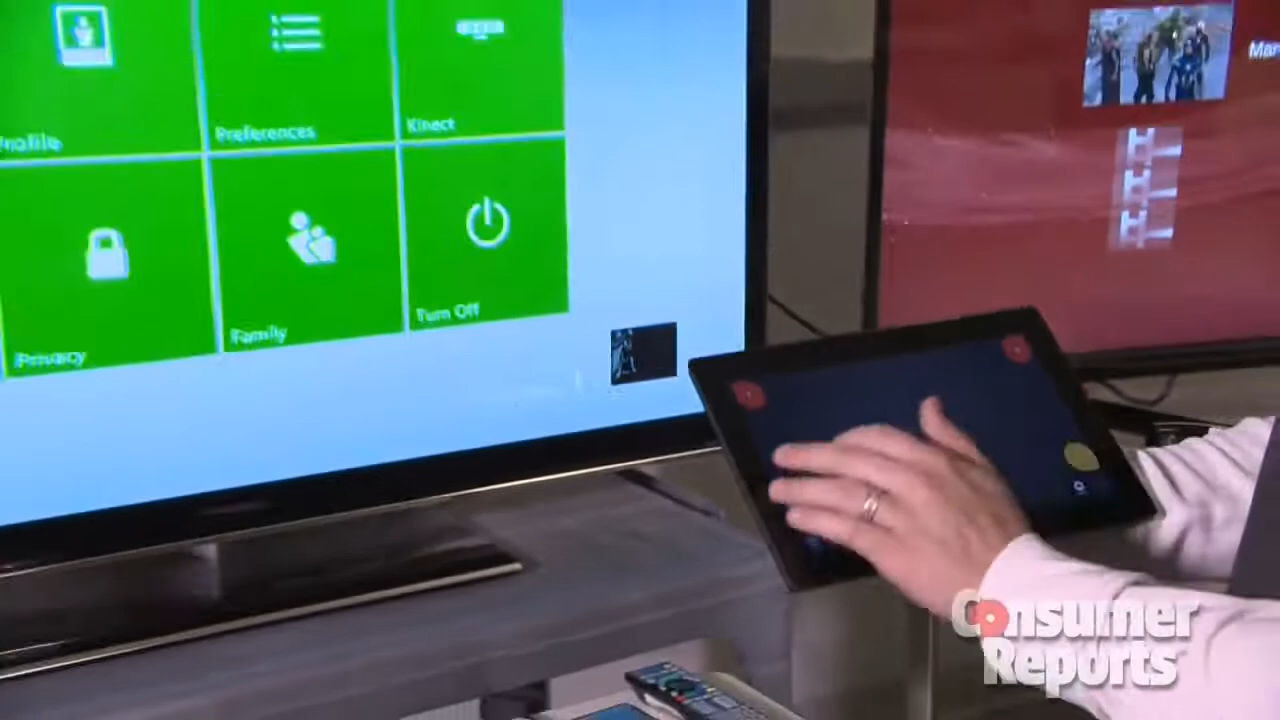 Profile
Preferences
Kinect
Privacy
Family
Turn Off
Consumer
Reports